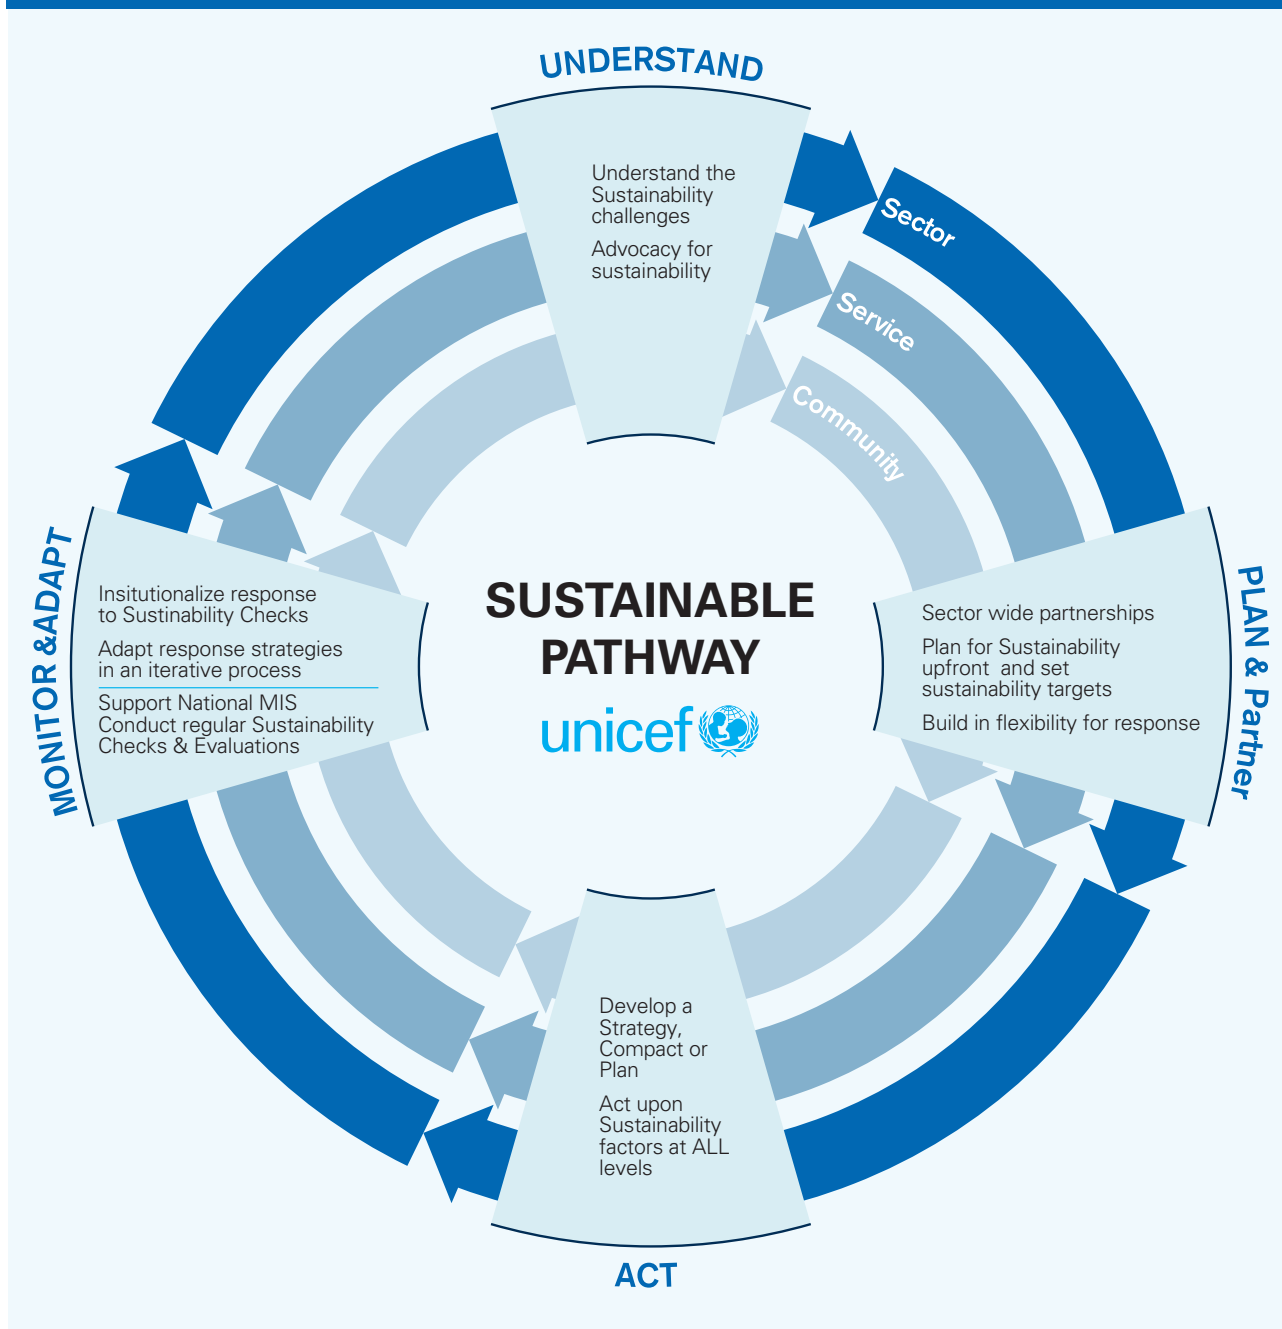 UNDERSTAND
Understand the
Sustainability
challenges
Advocacy for
sustainability
Sector
Service
Community
PLAN & Partner
Sector wide partnerships
Plan for Sustainability
upfront and set
sustainability targets
Build in flexibility for response
ACT
Develop a
Strategy,
Compact or
Plan
Act upon
Sustainability
factors at ALL
levels
MONITOR &ADAPT
Insitutionalize response
to Sustinability Checks
Adapt response strategies
in an iterative process
Support National MIS
Conduct regular Sustainability
Checks & Evaluations
SUSTAINABLE
PATHWAY
unicef